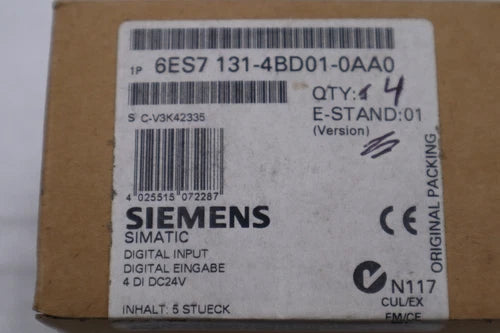 1P 6ES7 131-4BD01-0AA0
QTY: 4
S C-V3K42335
E-STAND:01
(Version)
4 025515 072287
SIEMENS
SIMATIC
DIGITAL INPUT
DIGITAL EINGABE
4 DI DC24V
INHALT: 5 STUECK
CE
N117
CUL/EX
FM/CE
ORIGINAL PACKING